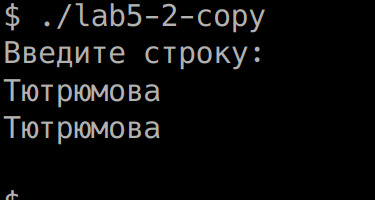 $ ./lab5-2-copy
Введите строку:
Тютрюмова
Тютрюмова
$